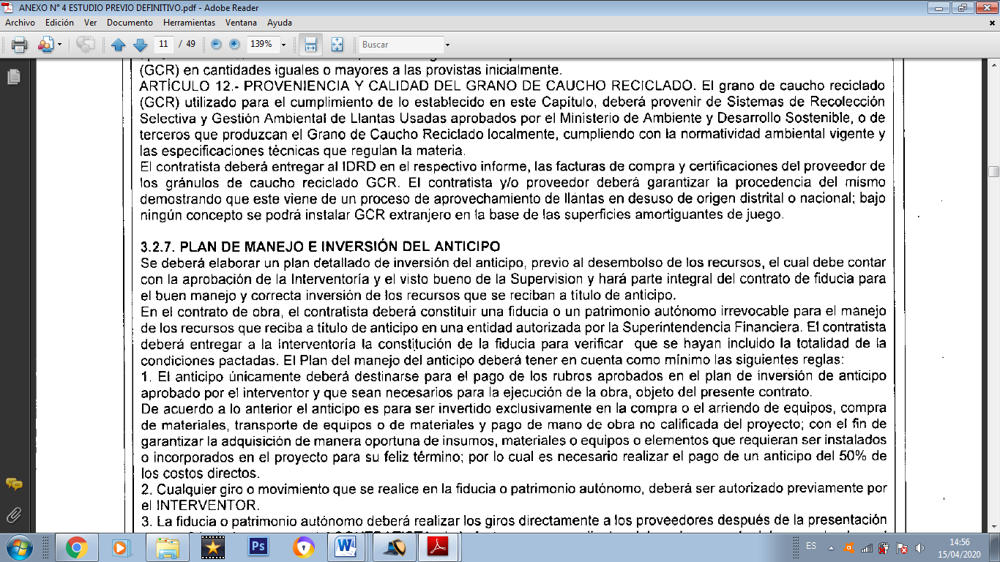 ANEXO N° 4 ESTUDIO PREVIO DEFINITIVO.pdf - Adobe Reader
Archivo Edición Ver Documento Herramientas Ventana Ayuda
11 / 49 139% Buscar
(GCR) en cantidades iguales o mayores a las provistas inicialmente.
ARTÍCULO 12.- PROVENIENCIA Y CALIDAD DEL GRANO DE CAUCHO RECICLADO. El grano de caucho reciclado
(GCR) utilizado para el cumplimiento de lo establecido en este Capítulo, deberá provenir de Sistemas de Recolección
Selectiva y Gestión Ambiental de Llantas Usadas aprobados por el Ministerio de Ambiente y Desarrollo Sostenible, o de
terceros que produzcan el Grano de Caucho Reciclado localmente, cumpliendo con la normatividad ambiental vigente y
las especificaciones técnicas que regulan la materia.
El contratista deberá entregar al IDRD en el respectivo informe, las facturas de compra y certificaciones del proveedor de
los gránulos de caucho reciclado GCR. El contratista y/o proveedor deberá garantizar la procedencia del mismo
demostrando que este viene de un proceso de aprovechamiento de llantas en desuso de origen distrital o nacional; bajo
ningún concepto se podrá instalar GCR extranjero en la base de las superficies amortiguantes de juego.
3.2.7. PLAN DE MANEJO E INVERSIÓN DEL ANTICIPO
Se deberá elaborar un plan detallado de inversión del anticipo, previo al desembolso de los recursos, el cual debe contar
con la aprobación de la Interventoría y el visto bueno de la Supervision y hará parte integral del contrato de fiducia para
el buen manejo y correcta inversión de los recursos que se reciban a título de anticipo.
En el contrato de obra, el contratista deberá constituir una fiducia o un patrimonio autónomo irrevocable para el manejo
de los recursos que reciba a título de anticipo en una entidad autorizada por la Superintendencia Financiera. El contratista
deberá entregar a la Interventoría la constitución de la fiducia para verificar que se hayan incluido la totalidad de la
condiciones pactadas. El Plan del manejo del anticipo deberá tener en cuenta como mínimo las siguientes reglas:
1. El anticipo únicamente deberá destinarse para el pago de los rubros aprobados en el plan de inversión de anticipo
aprobado por el interventor y que sean necesarios para la ejecución de la obra, objeto del presente contrato.
De acuerdo a lo anterior el anticipo es para ser invertido exclusivamente en la compra o el arriendo de equipos, compra
de materiales, transporte de equipos o de materiales y pago de mano de obra no calificada del proyecto; con el fin de
garantizar la adquisición de manera oportuna de insumos, materiales o equipos o elementos que requieran ser instalados
o incorporados en el proyecto para su feliz término; por lo cual es necesario realizar el pago de un anticipo del 50% de
los costos directos.
2. Cualquier giro o movimiento que se realice en la fiducia o patrimonio autónomo, deberá ser autorizado previamente por
el INTERVENTOR.
3. La fiducia o patrimonio autónomo deberá realizar los giros directamente a los proveedores después de la presentación
Ps W ES 14:56
15/04/2020